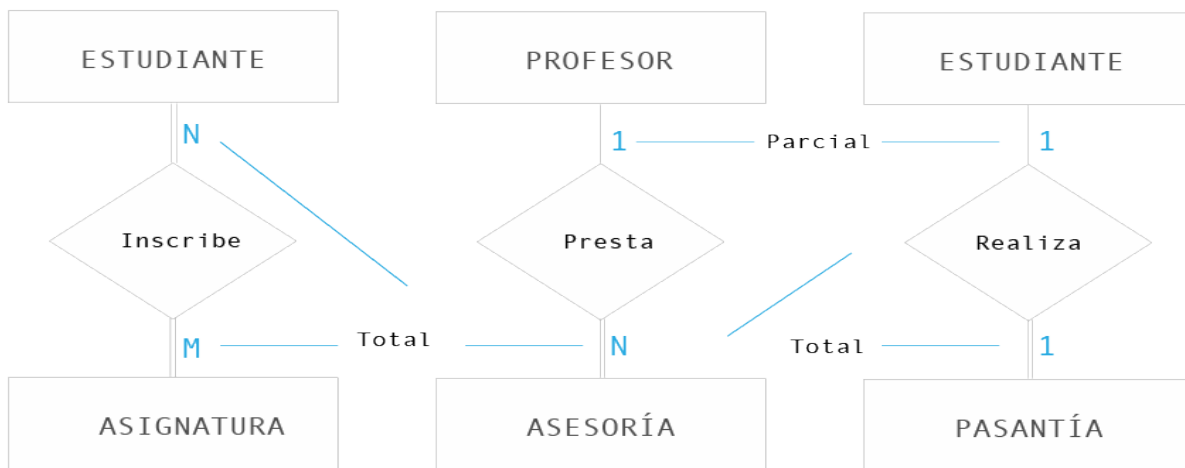 ESTUDIANTE PROFESOR ESTUDIANTE
N 1 Parcial 1
Inscribe Presta Realiza
M Total N Total 1
ASIGNATURA ASESORÍA PASANTÍA